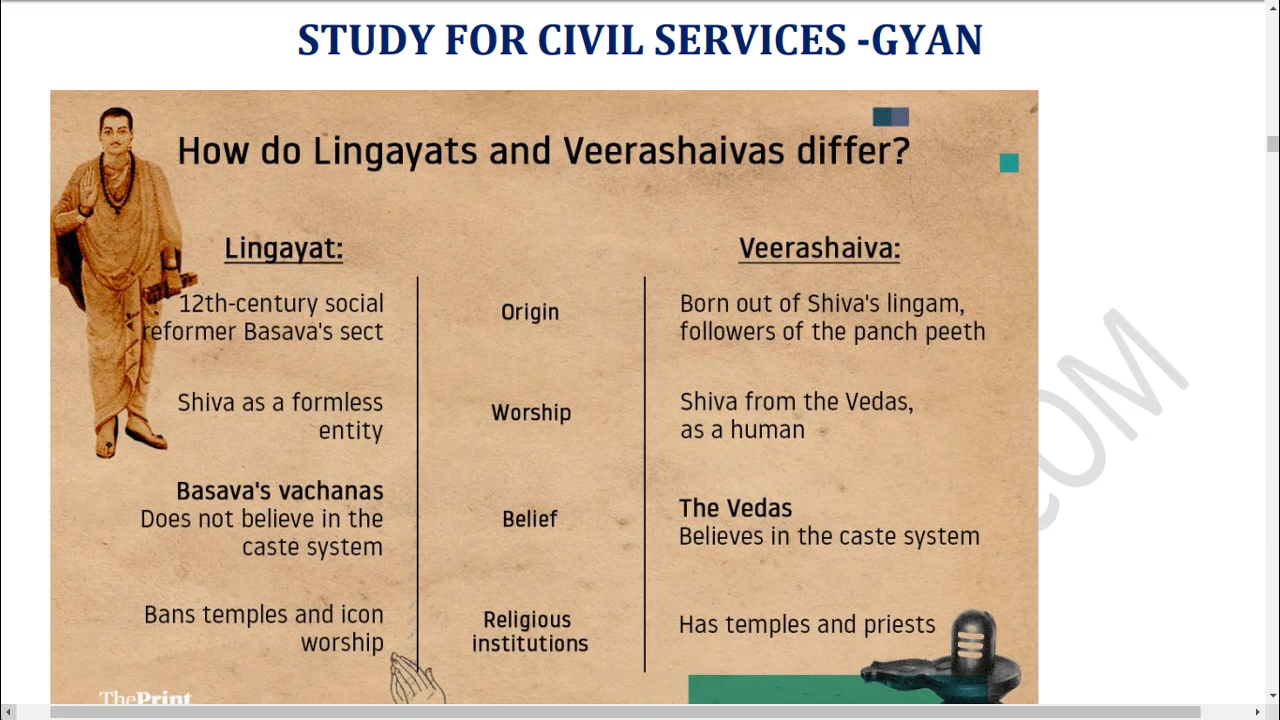 STUDY FOR CIVIL SERVICES -GYAN
How do Lingayats and Veerashaivas differ?
Lingayat:
Veerashaiva:
12th-century social
reformer Basava's sect
Origin
Born out of Shiva's lingam,
followers of the panch peeth
Shiva as a formless
entity
Worship
Shiva from the Vedas,
as a human
Basava's vachanas
Does not believe in the
caste system
Belief
The Vedas
Believes in the caste system
Bans temples and icon
worship
Religious
institutions
Has temples and priests
ThePrint
COM